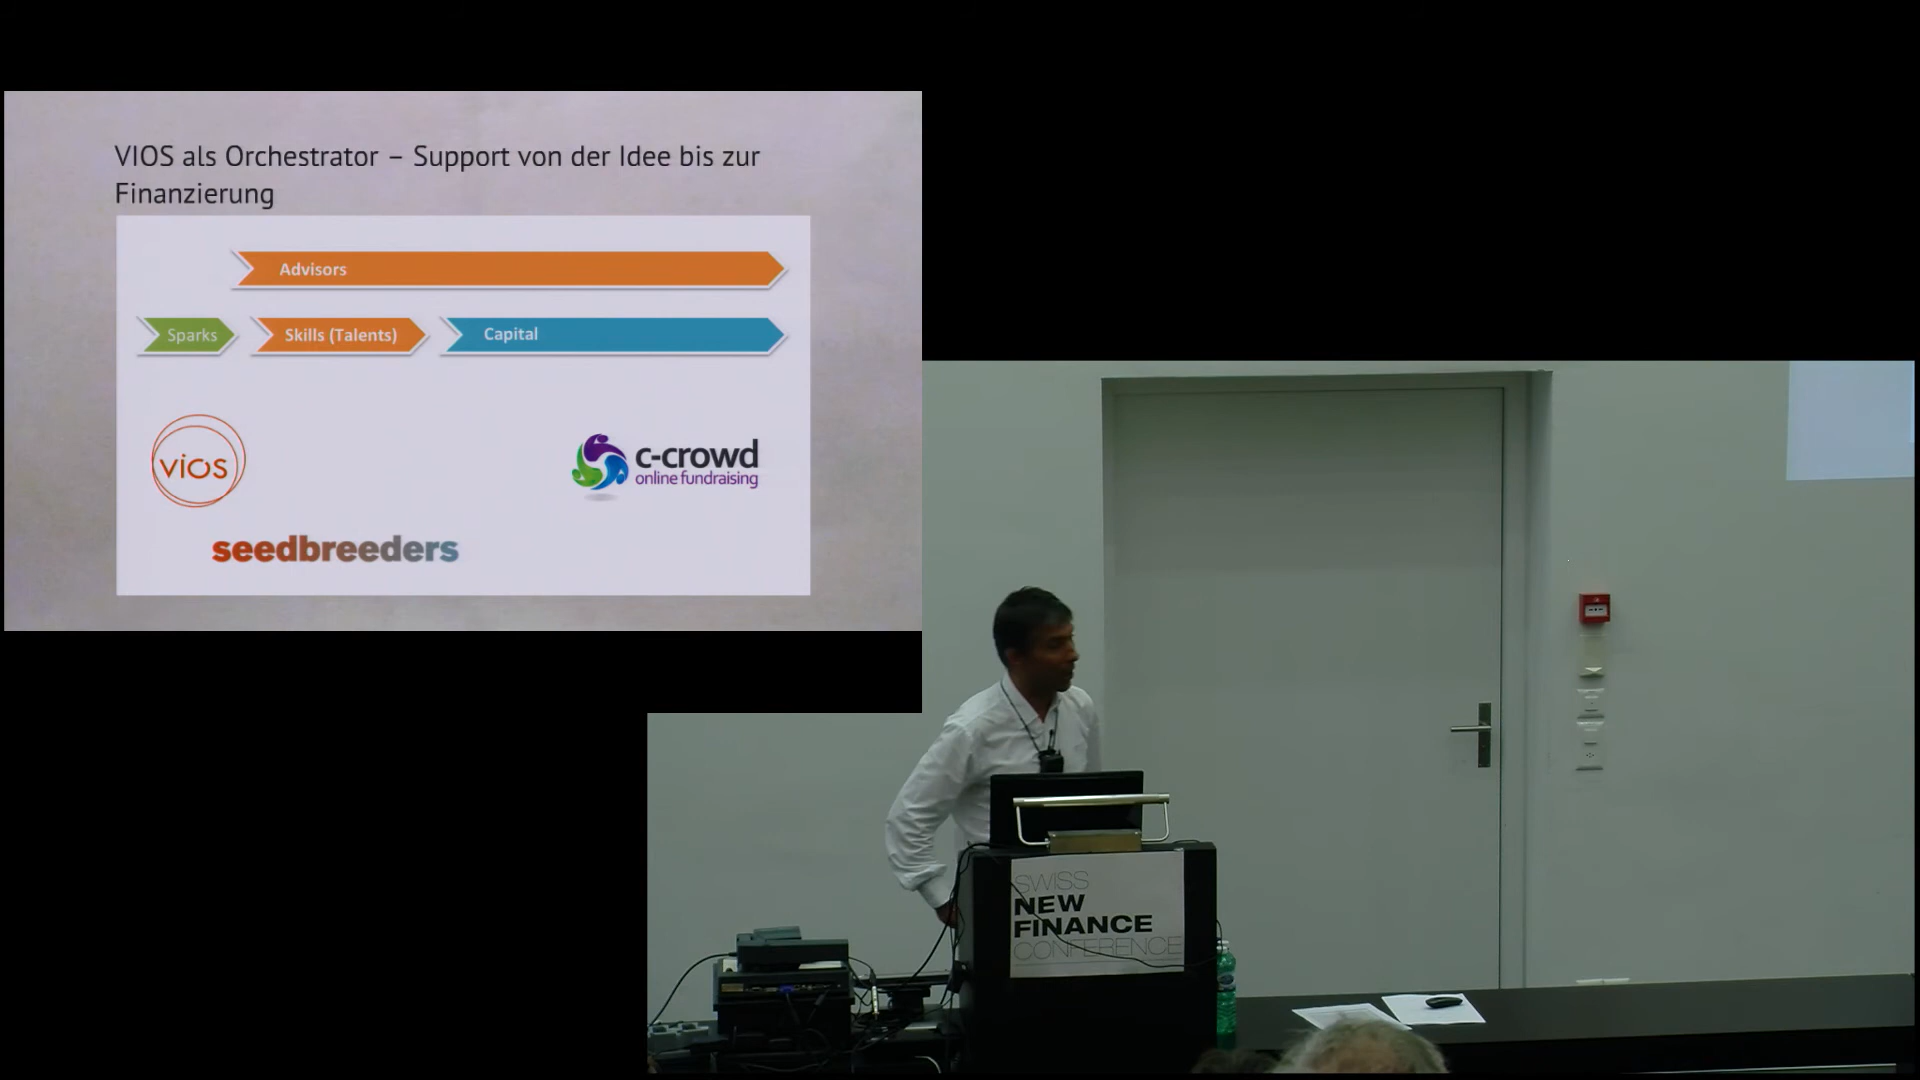 VIOS als Orchestrator – Support von der Idee bis zur
Finanzierung
Advisors
Sparks
Skills (Talents)
Capital
vios
c-crowd
online fundraising
seedbreeders
SWISS
NEW
FINANCE
CONFERENCE